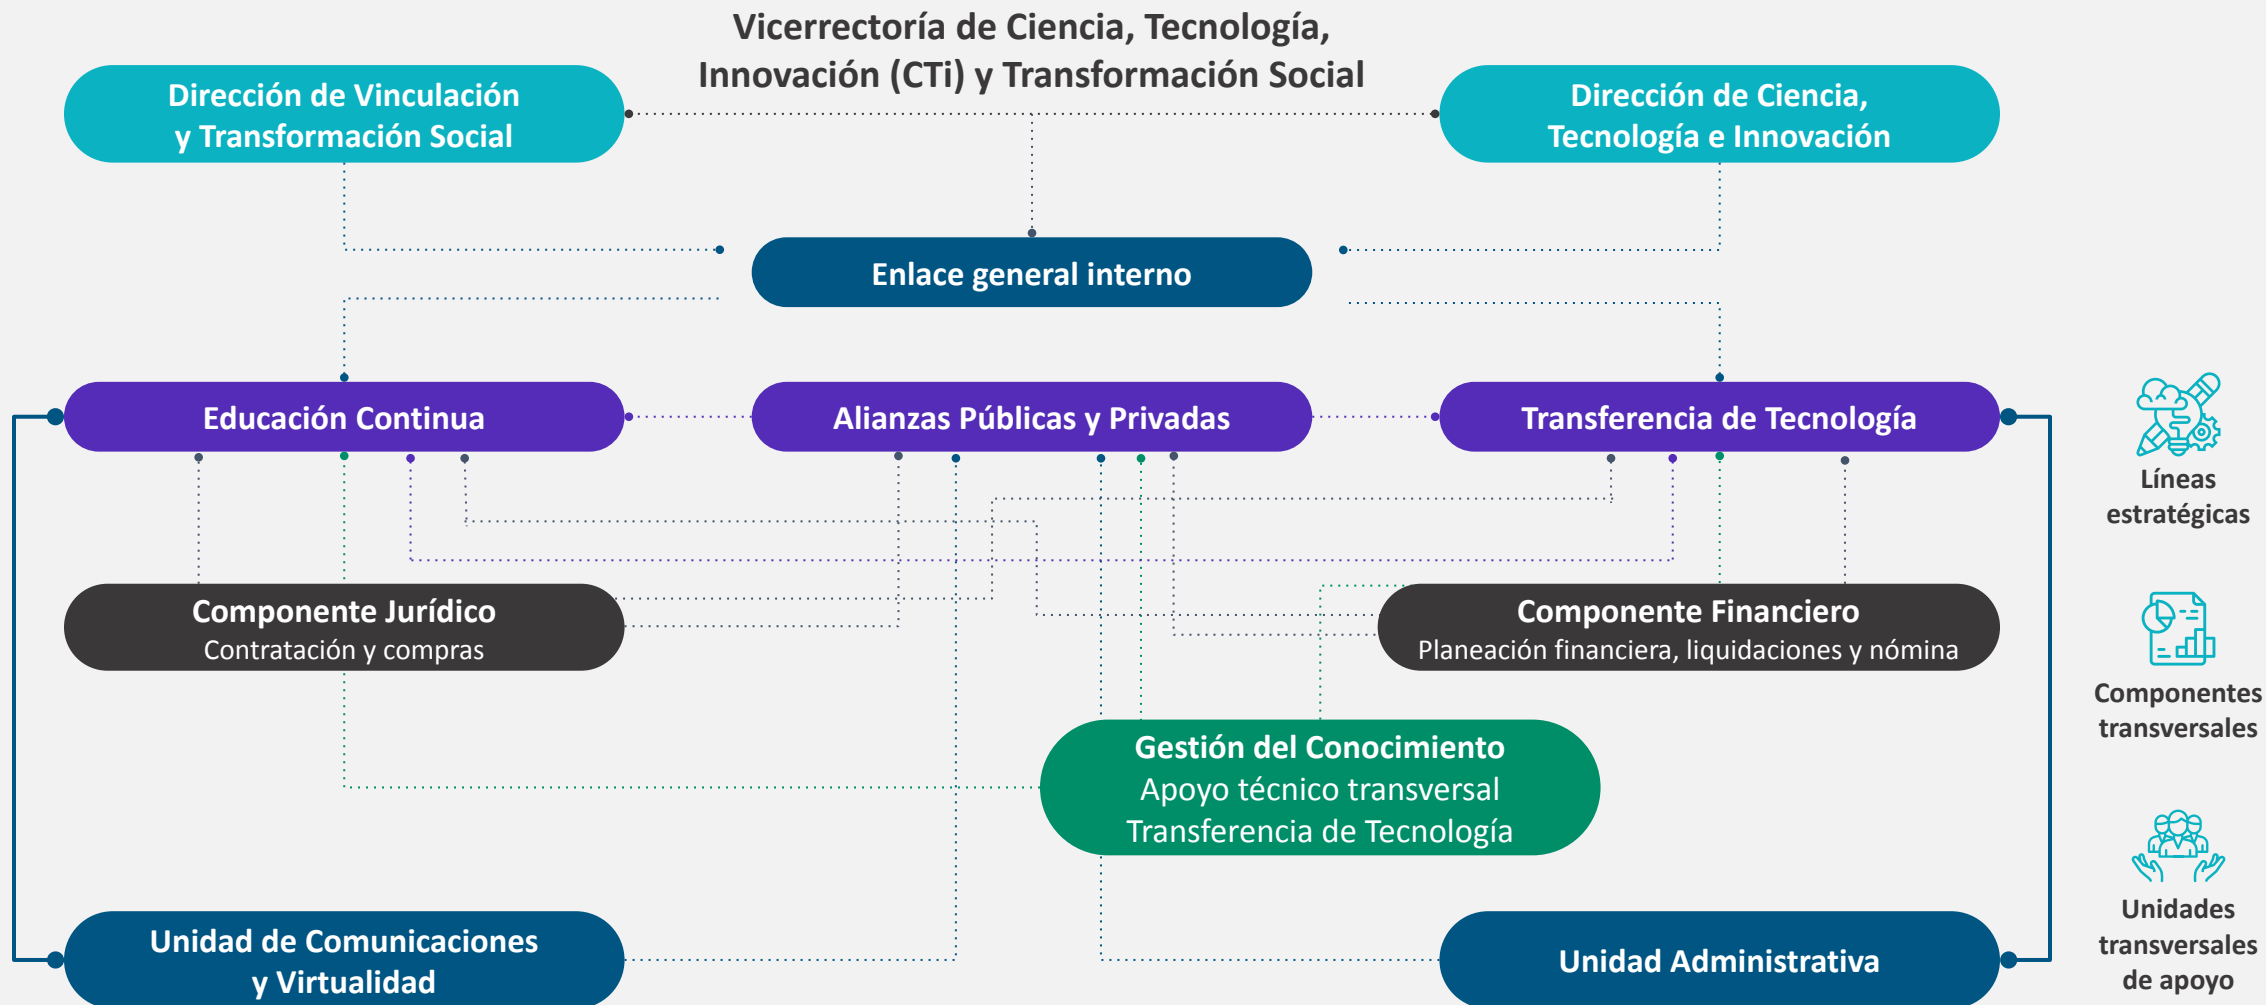 Vicerrectoría de Ciencia, Tecnología,
Innovación (CTi) y Transformación Social
Dirección de Vinculación
y Transformación Social
Dirección de Ciencia,
Tecnología e Innovación
Enlace general interno
Educación Continua
Alianzas Públicas y Privadas
Transferencia de Tecnología
Líneas
estratégicas
Componente Jurídico
Contratación y compras
Componente Financiero
Planeación financiera, liquidaciones y nómina
Componentes
transversales
Gestión del Conocimiento
Apoyo técnico transversal
Transferencia de Tecnología
Unidad de Comunicaciones
y Virtualidad
Unidad Administrativa
Unidades
transversales
de apoyo